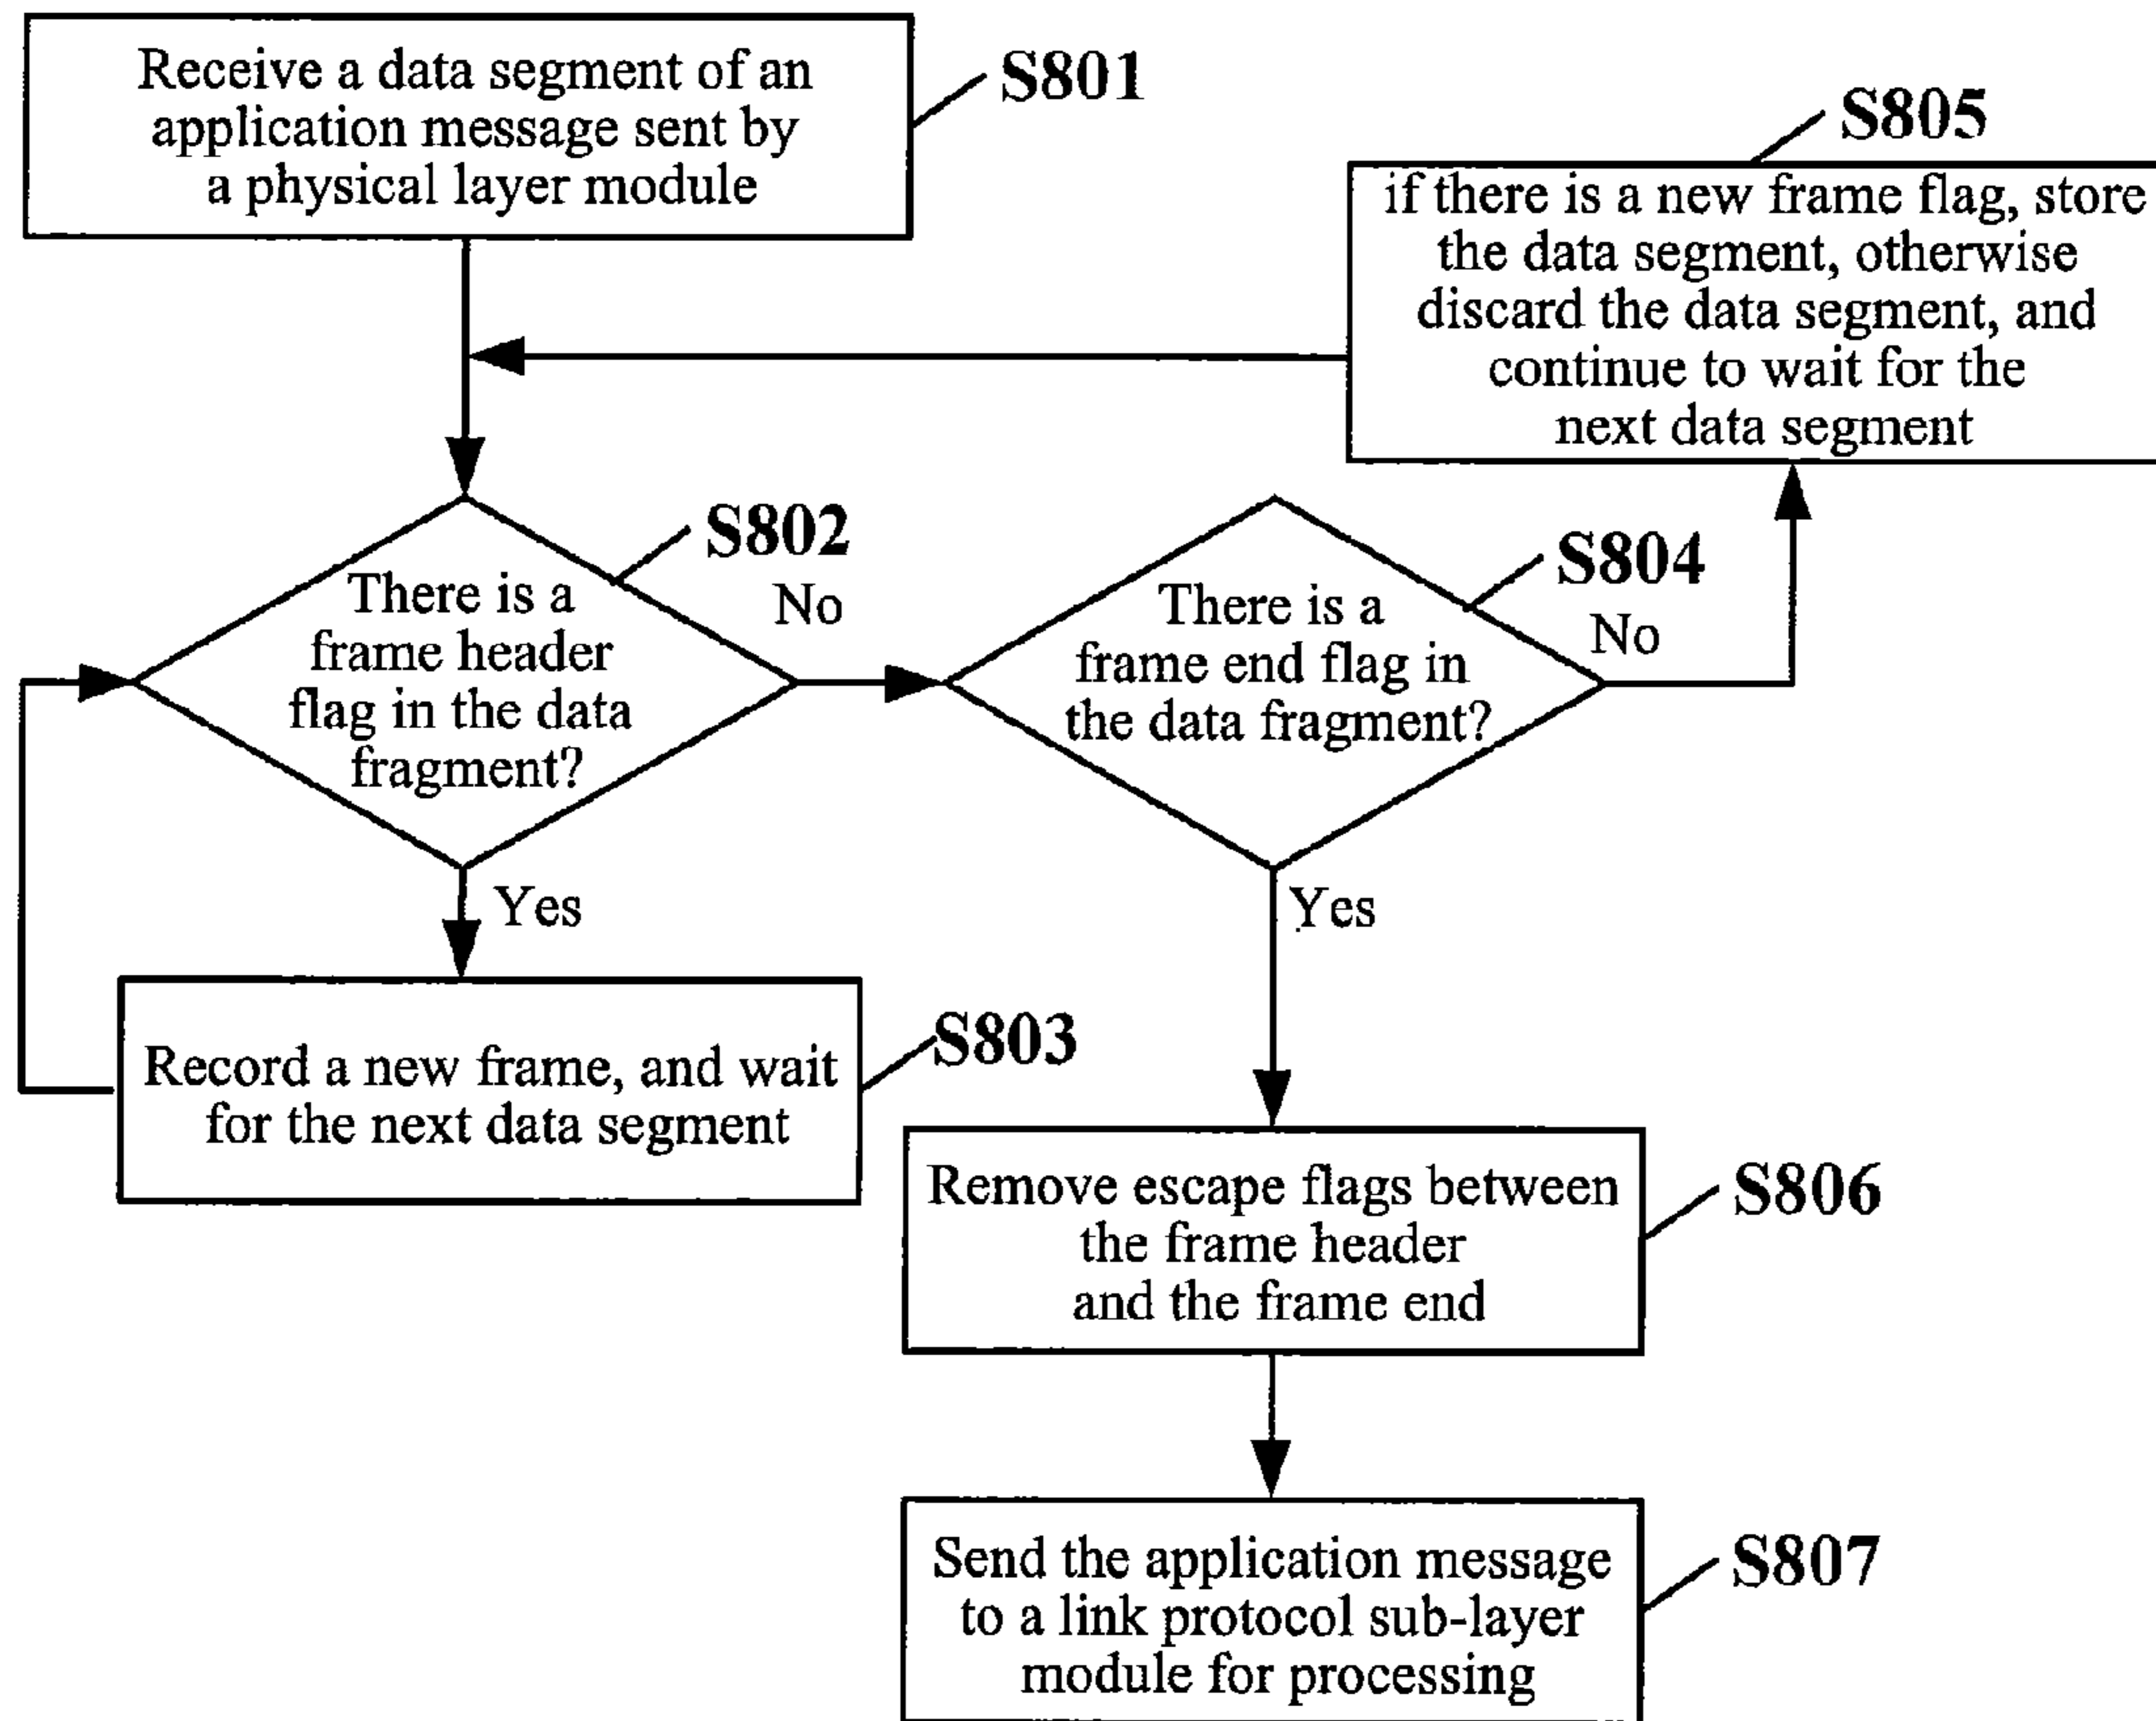 Receive a data segment of an
application message sent by
a physical layer module
S801
S805
if there is a new frame flag, store
the data segment, otherwise
discard the data segment, and
continue to wait for the
next data segment
S802
No
There is a
frame header
flag in the data
fragment?
Yes
S804
No
There is a
frame end flag in
the data fragment?
Yes
Record a new frame, and wait
for the next data segment
S803
Remove escape flags between
the frame header
and the frame end
S806
Send the application message
to a link protocol sub-layer
module for processing
S807